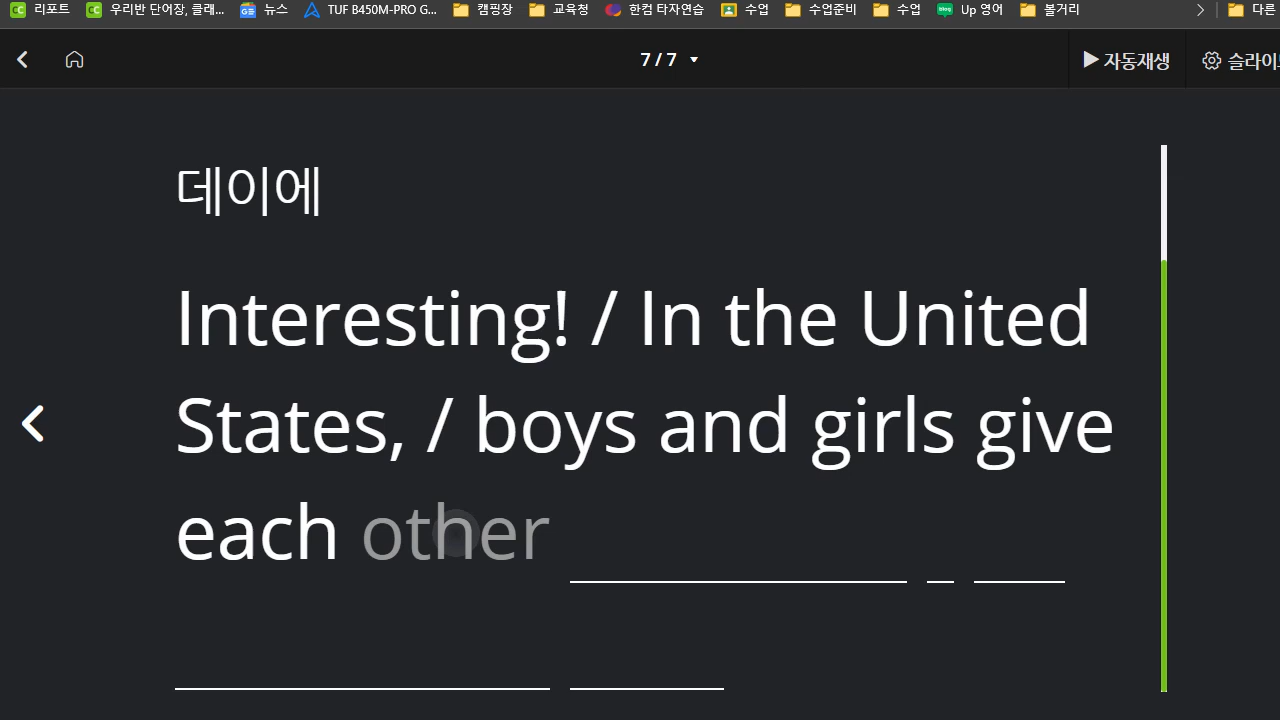 리포트 우리반 단어장, 클래... 뉴스 TUF B450M-PRO G... 캠핑장 교육청 한컴 타자연습 수업 수업준비 수업 Up 영어 볼거리 다른
7 / 7 자동재생 슬라이드
데이에
Interesting! / In the United
States, / boys and girls give
each other